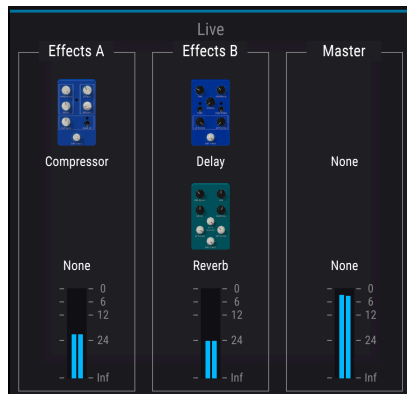 Live
Effects A
Compressor
None
0
6
12
24
Inf
Effects B
Delay
Reverb
0
6
12
24
Inf
Master
None
None
0
6
12
24
Inf